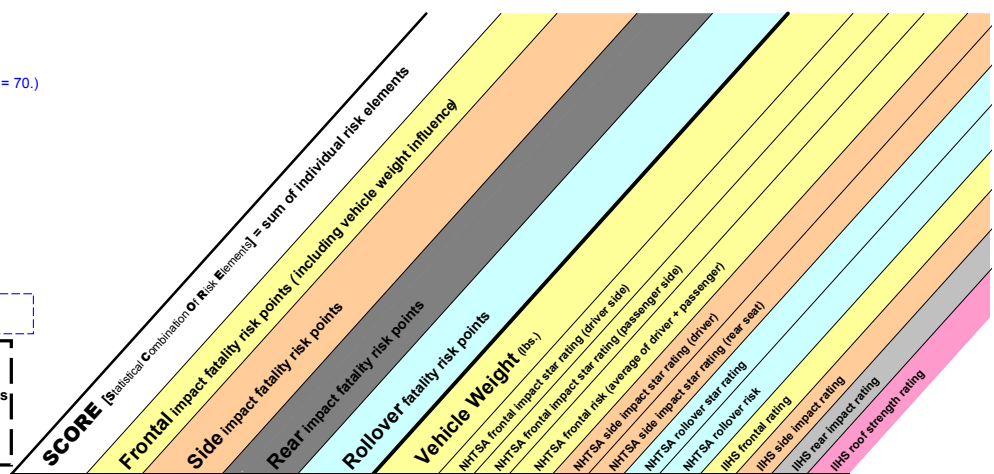 = 70.)
s
SCORE [Statistical Combination Of Risk Elements] = sum of individual risk elements
Frontal impact fatality risk points ( including vehicle weight influence)
Side impact fatality risk points
Rear impact fatality risk points
Rollover fatality risk points
Vehicle Weight (lbs.)
NHTSA frontal impact star rating (driver side)
NHTSA frontal impact star rating (passenger side)
NHTSA frontal risk (average of driver + passenger)
NHTSA side impact star rating (driver)
NHTSA side impact star rating (rear seat)
NHTSA rollover star rating
NHTSA rollover risk
IIHS frontal rating
IIHS side impact rating
IIHS rear impact rating
IIHS roof strength rating